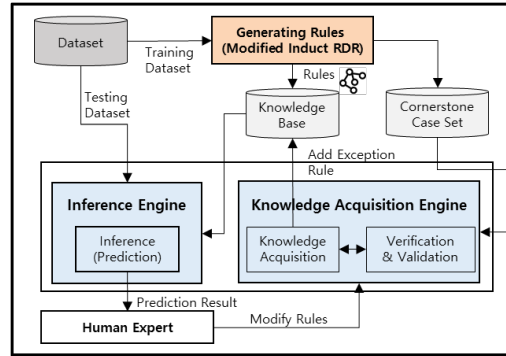 Dataset
Training
Dataset
Generating Rules
(Modified Induct RDR)
Testing
Dataset
Rules
Knowledge
Base
Cornerstone
Case Set
Add Exception
Rule
Inference Engine
Inference
(Prediction)
Knowledge Acquisition Engine
Knowledge
Acquisition
Verification
& Validation
Prediction Result
Human Expert
Modify Rules